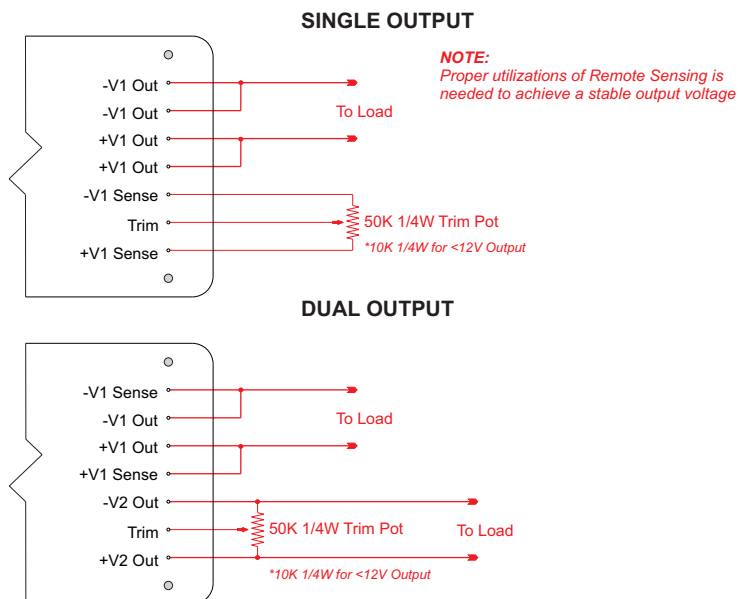 SINGLE OUTPUT
NOTE:
Proper utilizations of Remote Sensing is
needed to achieve a stable output voltage
-V1 Out
-V1 Out
To Load
+V1 Out
+V1 Out
-V1 Sense
Trim
50K 1/4W Trim Pot
*10K 1/4W for <12V Output
+V1 Sense
DUAL OUTPUT
-V1 Sense
-V1 Out
To Load
+V1 Out
+V1 Sense
-V2 Out
Trim
50K 1/4W Trim Pot
To Load
+V2 Out
*10K 1/4W for <12V Output